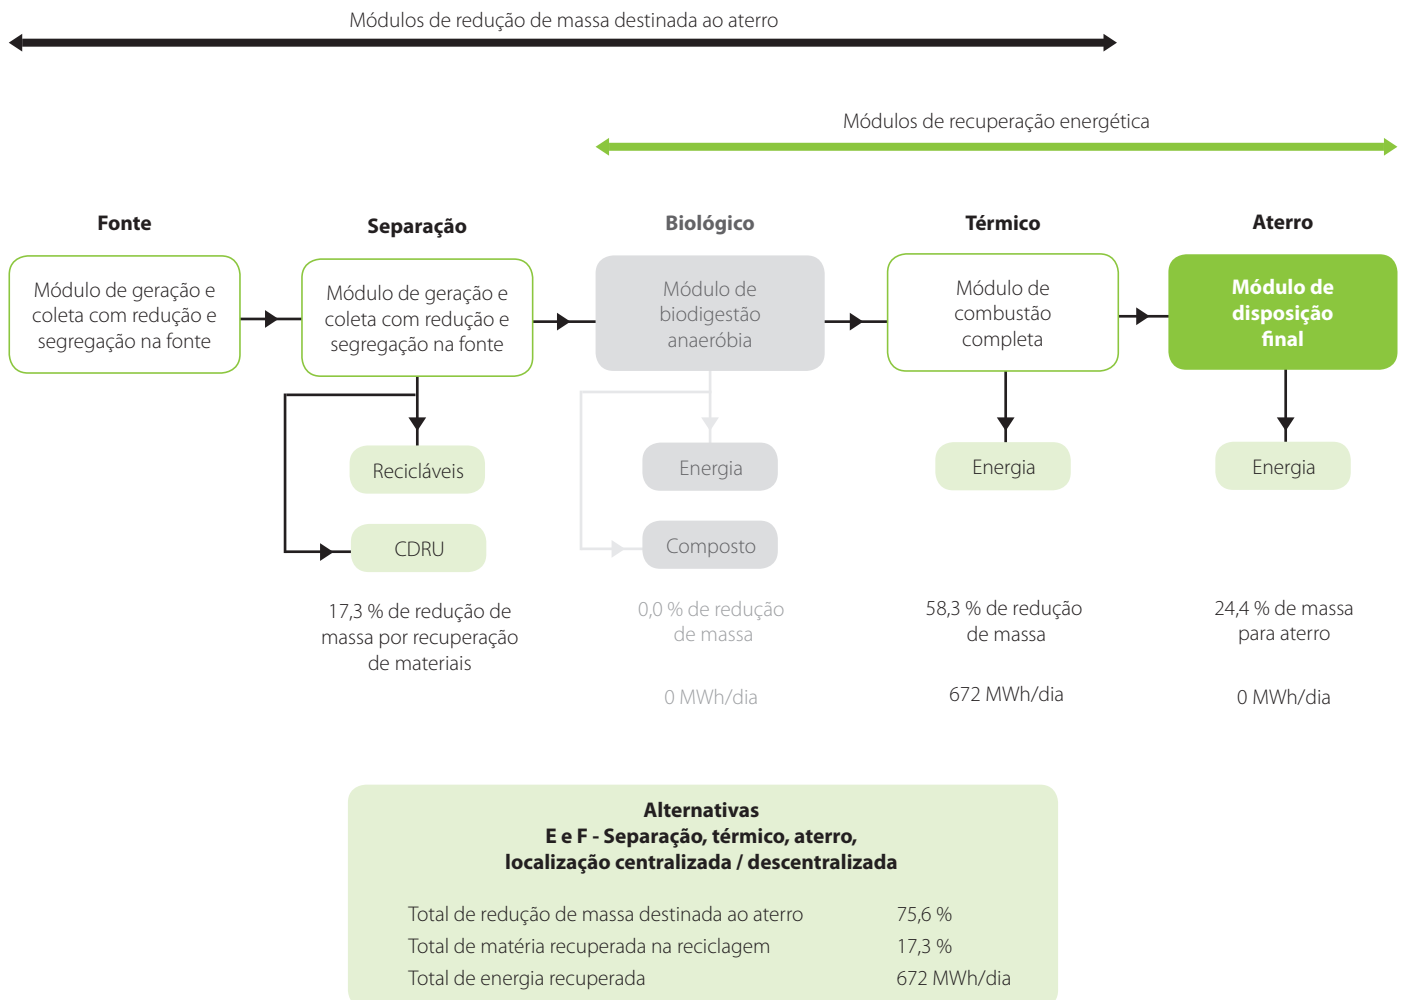 Módulos de redução de massa destinada ao aterro
Módulos de recuperação energética
Fonte
Separação
Biológico
Térmico
Aterro
Módulo de geração e
coleta com redução e
segregação na fonte
Módulo de geração e
coleta com redução e
segregação na fonte
Módulo de
biodigestão
anaeróbia
Módulo de
combustão
completa
Módulo de
disposição
final
Recicláveis
CDRU
Energia
Composto
Energia
Energia
17,3 % de redução de
massa por recuperação
de materiais
0,0 % de redução
de massa
0 MWh/dia
58,3 % de redução
de massa
672 MWh/dia
24,4 % de massa
para aterro
0 MWh/dia
Alternativas
E e F - Separação, térmico, aterro,
localização centralizada / descentralizada
Total de redução de massa destinada ao aterro 75,6 %
Total de matéria recuperada na reciclagem 17,3 %
Total de energia recuperada 672 MWh/dia